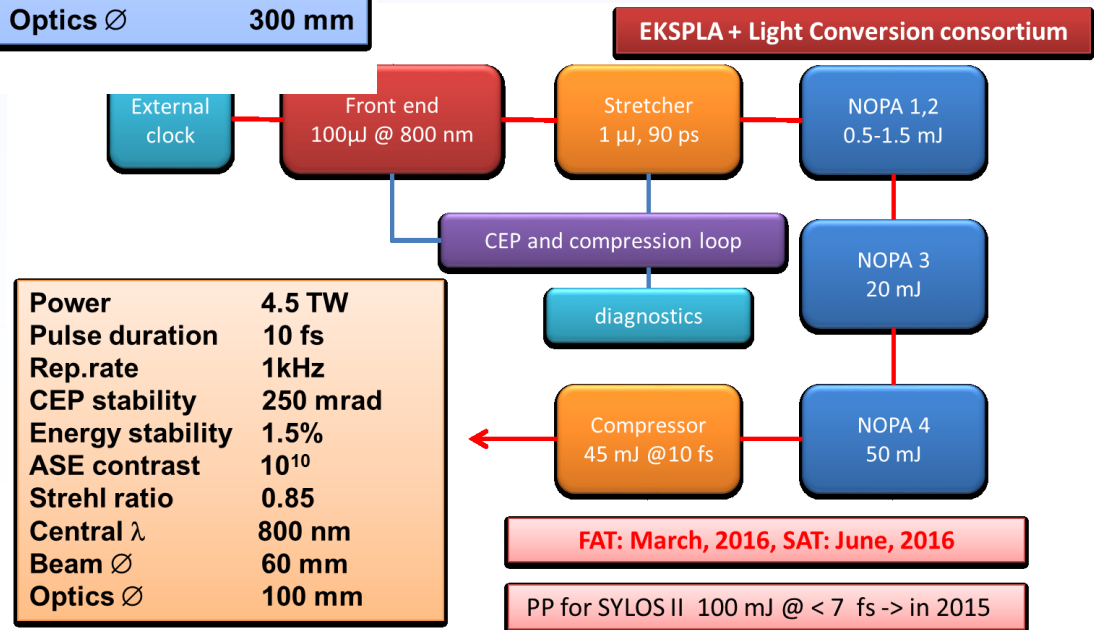 Optics ∅ 300 mm
EKSPLA + Light Conversion consortium
External
clock
Front end
100µJ @ 800 nm
Stretcher
1 µJ, 90 ps
NOPA 1,2
0.5-1.5 mJ
CEP and compression loop
NOPA 3
20 mJ
diagnostics
Power 4.5 TW
Pulse duration 10 fs
Rep.rate 1kHz
CEP stability 250 mrad
Energy stability 1.5%
ASE contrast 10¹⁰
Strehl ratio 0.85
Central λ 800 nm
Beam ∅ 60 mm
Optics ∅ 100 mm
Compressor
45 mJ @10 fs
NOPA 4
50 mJ
FAT: March, 2016, SAT: June, 2016
PP for SYLOS II 100 mJ @ < 7 fs -> in 2015